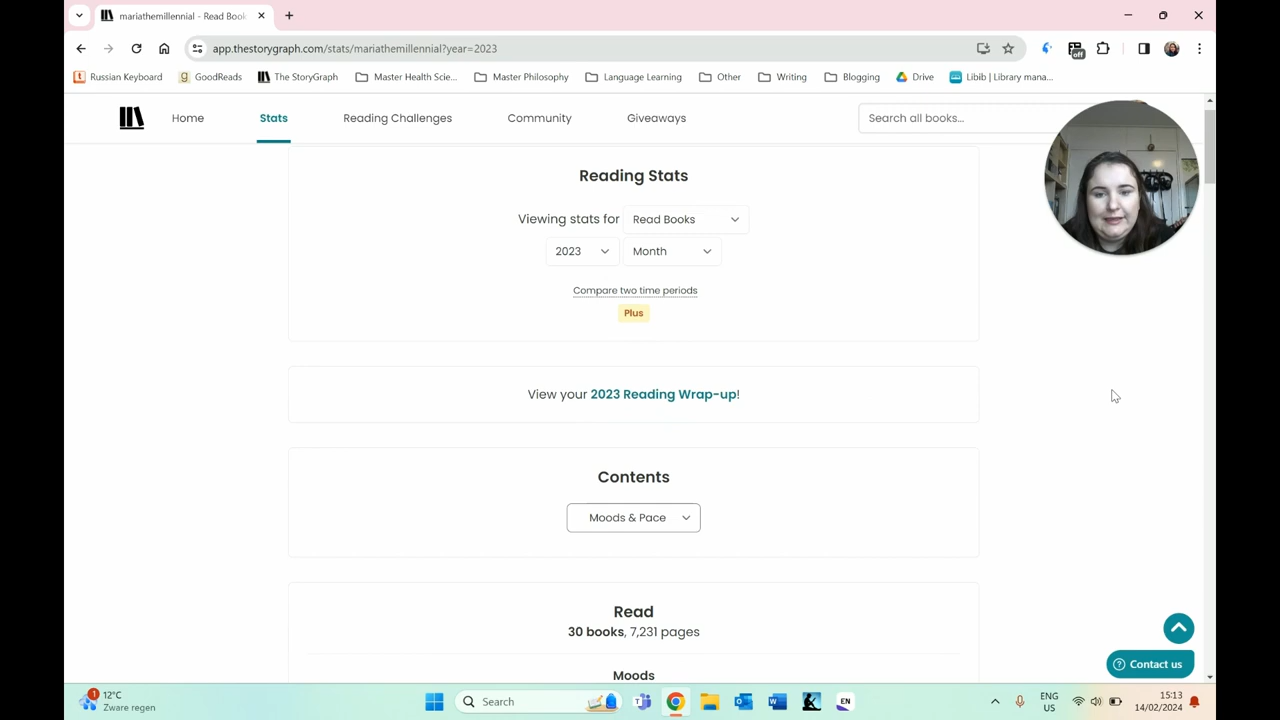 mariathemillennial - Read Book
app.thestorygraph.com/stats/mariathemillennial?year=2023
off
Russian Keyboard
GoodReads
The StoryGraph
Master Health Scie...
Master Philosophy
Language Learning
Other
Writing
Blogging
Drive
Libib | Library mana...
Home
Stats
Reading Challenges
Community
Giveaways
Search all books...
Reading Stats
Viewing stats for Read Books
2023 Month
Compare two time periods
Plus
View your 2023 Reading Wrap-up!
Contents
Moods & Pace
Read
30 books, 7,231 pages
Moods
Contact us
1
12°C
Zware regen
Search
EN
ENG
US
15:13
14/02/2024